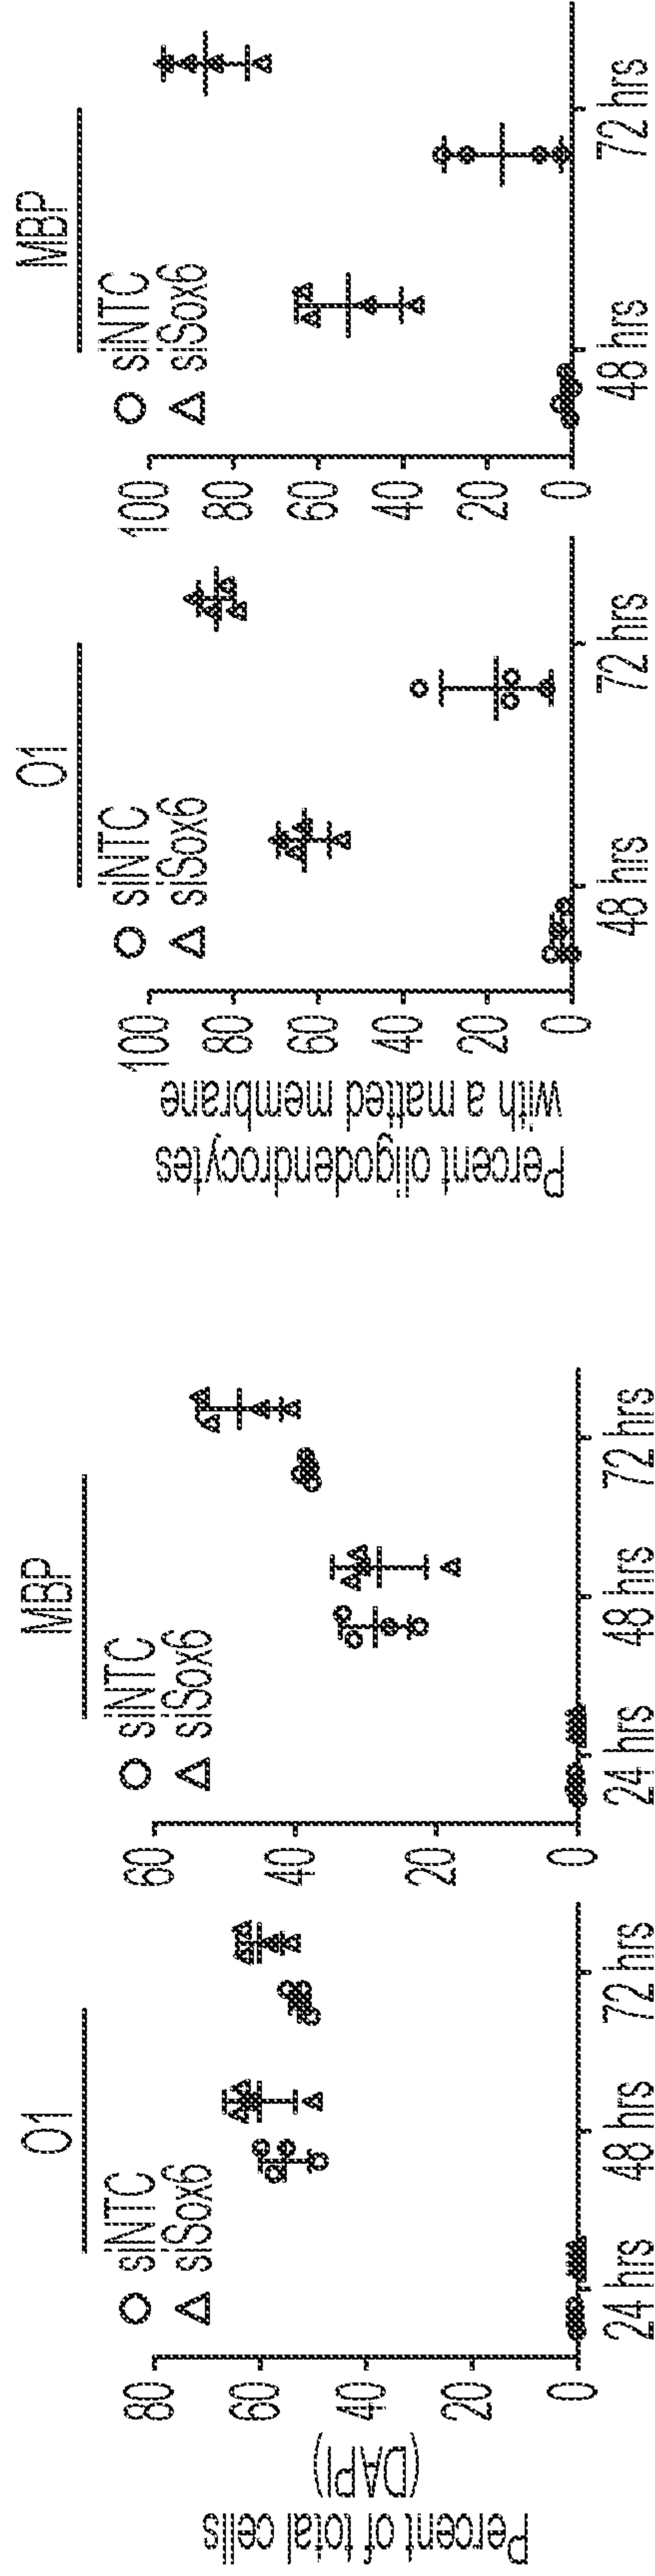 Percent of total cells
(DAPI)
O1
siNTC
siSox6
80
60
40
20
0
24 hrs
48 hrs
72 hrs
MBP
siNTC
siSox6
60
40
20
0
24 hrs
48 hrs
72 hrs
Percent oligodendrocytes
with a matted membrane
O1
siNTC
siSox6
100
80
60
40
20
0
48 hrs
72 hrs
MBP
siNTC
siSox6
100
80
60
40
20
0
48 hrs
72 hrs